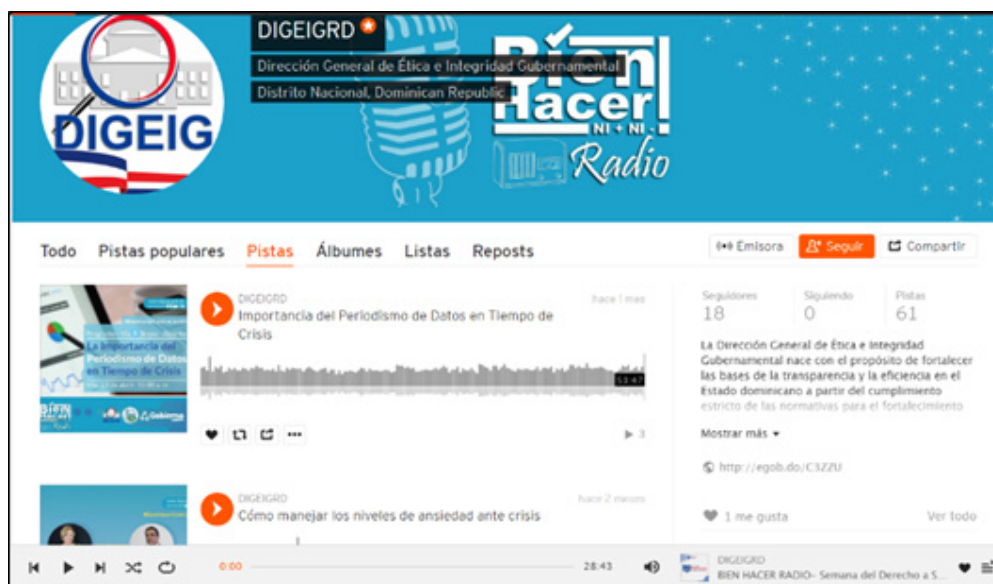 DIGEIGRD
Dirección General de Ética e Integridad Gubernamental
Distrito Nacional, Dominican Republic
DIGEIG
Bien
Hacer
NI + NI -
Radio
Todo Pistas populares Pistas Álbumes Listas Reposts
Emisora Seguir Compartir
DIGEIGRD
hace 1 mes
Importancia del Periodismo de Datos en Tiempo de
Crisis
La Importancia del
Periodismo de Datos
en Tiempo de Crisis
51:47
3
Seguidores Siguiendo Pistas
18 0 61
La Dirección General de Ética e Integridad
Gubernamental nace con el propósito de fortalecer
las bases de la transparencia y la eficiencia en el
Estado dominicano a partir del cumplimiento
estricto de las normativas para el fortalecimiento
Mostrar más
http://egob.do/C3ZZU
1 me gusta Ver todo
DIGEIGRD
hace 2 meses
Cómo manejar los niveles de ansiedad ante crisis
0:00 28:43
DIGEIGRD
BIEN HACER RADIO- Semana del Derecho a S...